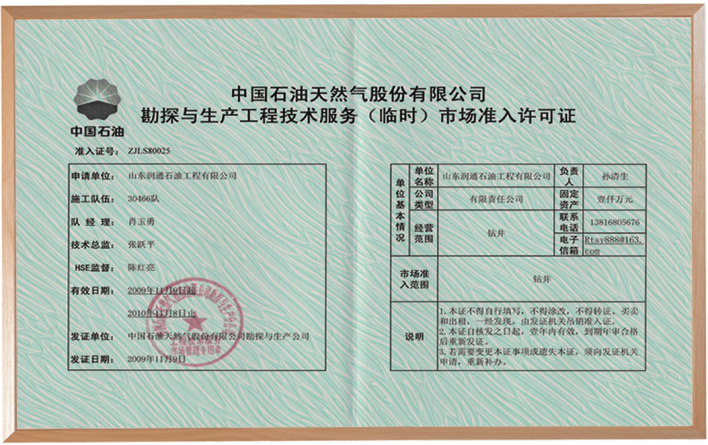 中国石油天然气股份有限公司
勘探与生产工程技术服务（临时）市场准入许可证
中国石油
准入证号： ZJLS80025
申请单位： 山东润通石油工程有限公司
施工队伍： 30466队
队 经 理： 肖玉勇
技术总监： 张跃平
HSE监督： 陈红亮
有效日期： 2009年11月9日起
2010年11月8日止
发证单位： 中国石油天然气股份有限公司勘探与生产公司
发证日期： 2009年11月9日
单位基本情况
单位名称 山东润通石油工程有限公司 负责人 孙清生
公司类型 有限责任公司 固定资产 壹仟万元
经营范围 钻井 联系电话 13816805676
电子信箱 Rtsy888@163.com
市场准入范围 钻井
说明
1.本证不得自行填写，不得涂改，不得转证、买卖
和出租，一经发现，由发证机关吊销准入证。
2.本证自核发之日起，壹年内有效，到期年审合格
后重新发证。
3.若需要变更本证事项或遗失本证，须向发证机关
申请，重新补办。
市场管理专用章